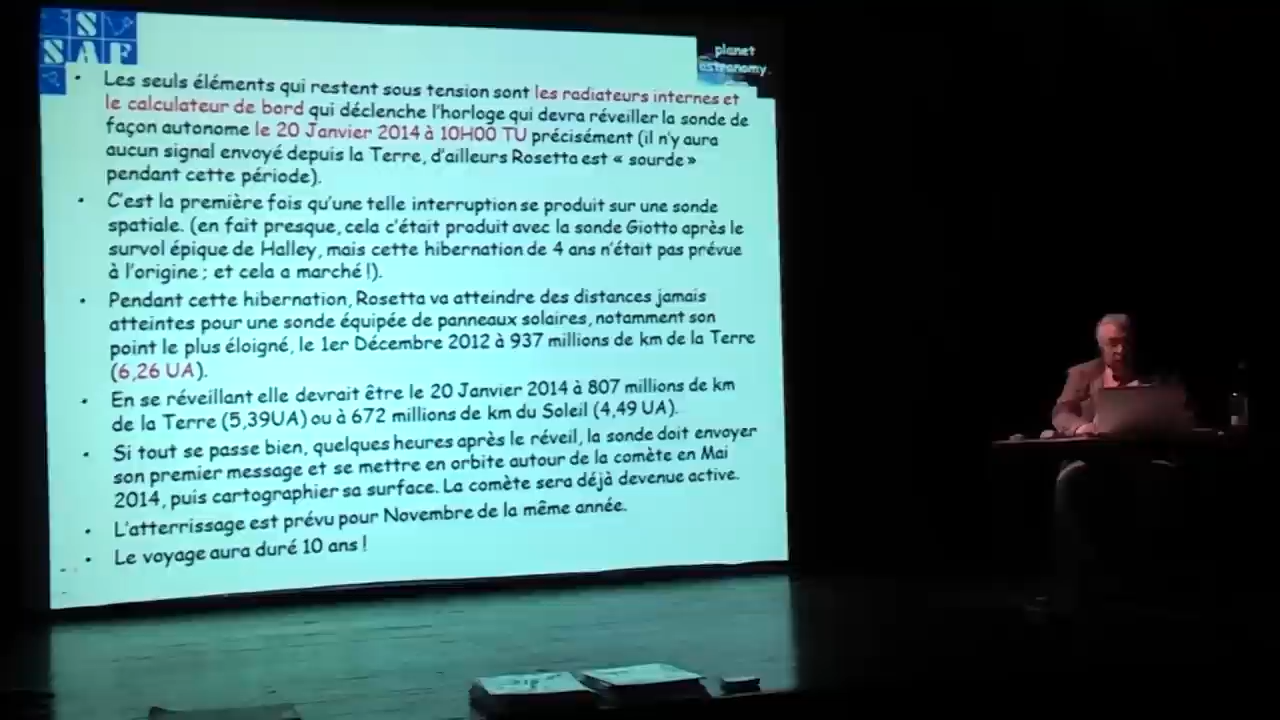 S
SAF
planet
astronomy.
• Les seuls éléments qui restent sous tension sont les radiateurs internes et
le calculateur de bord qui déclenche l'horloge qui devra réveiller la sonde de
façon autonome le 20 Janvier 2014 à 10H00 TU précisément (il n'y aura
aucun signal envoyé depuis la Terre, d'ailleurs Rosetta est « sourde »
pendant cette période).
• C'est la première fois qu'une telle interruption se produit sur une sonde
spatiale. (en fait presque, cela c'était produit avec la sonde Giotto après le
survol épique de Halley, mais cette hibernation de 4 ans n'était pas prévue
à l'origine ; et cela a marché !).
• Pendant cette hibernation, Rosetta va atteindre des distances jamais
atteintes pour une sonde équipée de panneaux solaires, notamment son
point le plus éloigné, le 1er Décembre 2012 à 937 millions de km de la Terre
(6,26 UA).
• En se réveillant elle devrait être le 20 Janvier 2014 à 807 millions de km
de la Terre (5,39UA) ou à 672 millions de km du Soleil (4,49 UA).
• Si tout se passe bien, quelques heures après le réveil, la sonde doit envoyer
son premier message et se mettre en orbite autour de la comète en Mai
2014, puis cartographier sa surface. La comète sera déjà devenue active.
• L'atterrissage est prévu pour Novembre de la même année.
• Le voyage aura duré 10 ans !